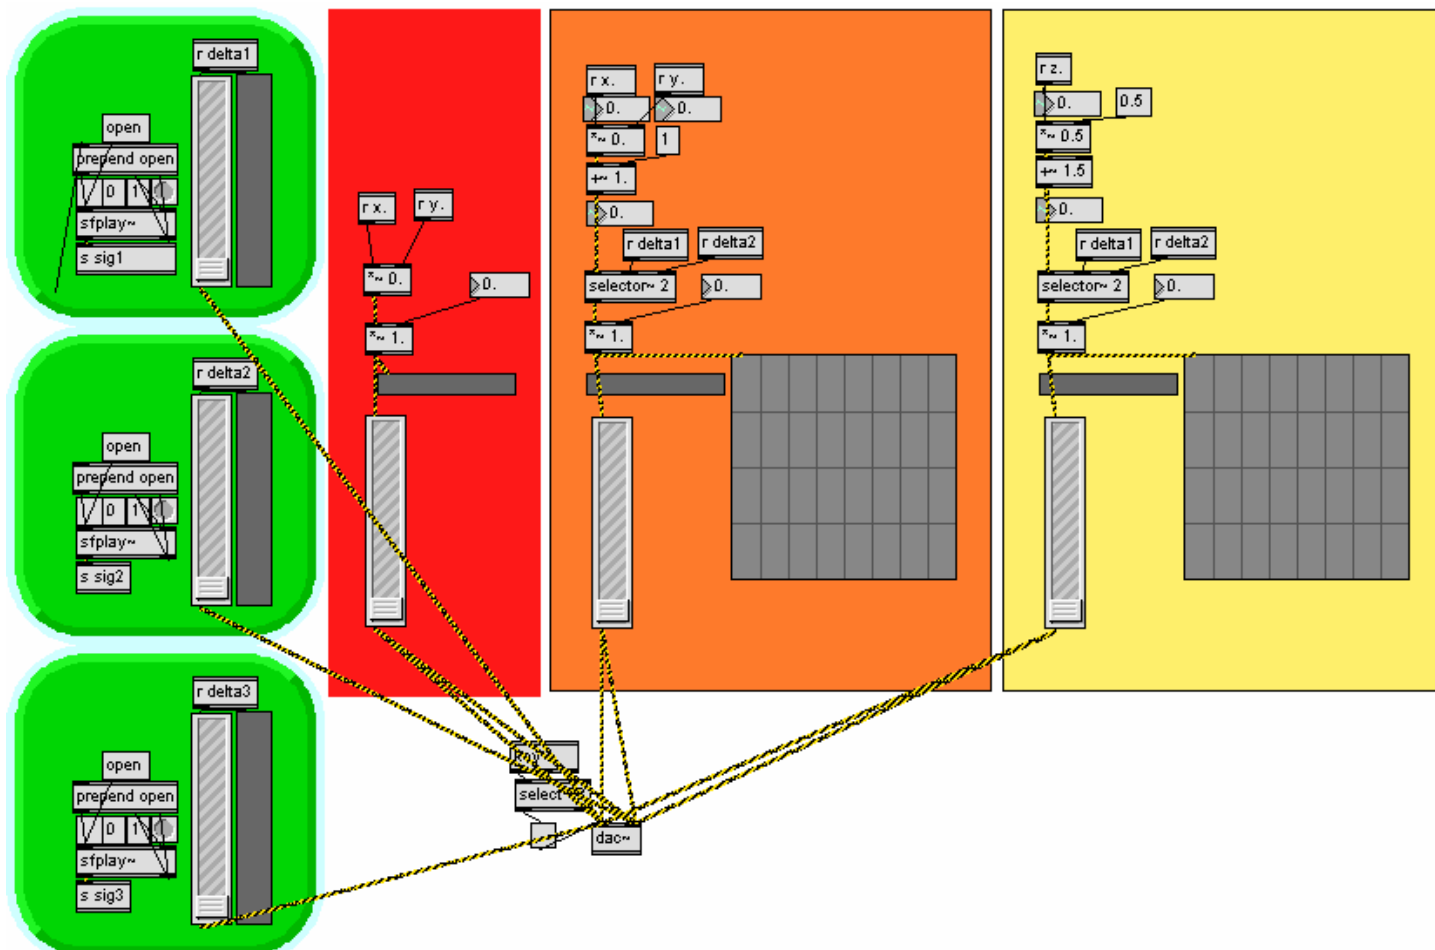 r delta1
open
prepend open
0
1
sfplay~
s sig1
r delta2
open
prepend open
0
1
sfplay~
s sig2
r delta3
open
prepend open
0
1
sfplay~
s sig3
r x.
r y.
*~ 0.
0.
*~ 1.
r x.
r y.
0.
0.
*~ 0.
1
+~ 1.
0.
r delta1
r delta2
selector~ 2
0.
*~ 1.
r z.
0.
0.5
*~ 0.5
+~ 1.5
0.
r delta1
r delta2
selector~ 2
0.
*~ 1.
select
dac~